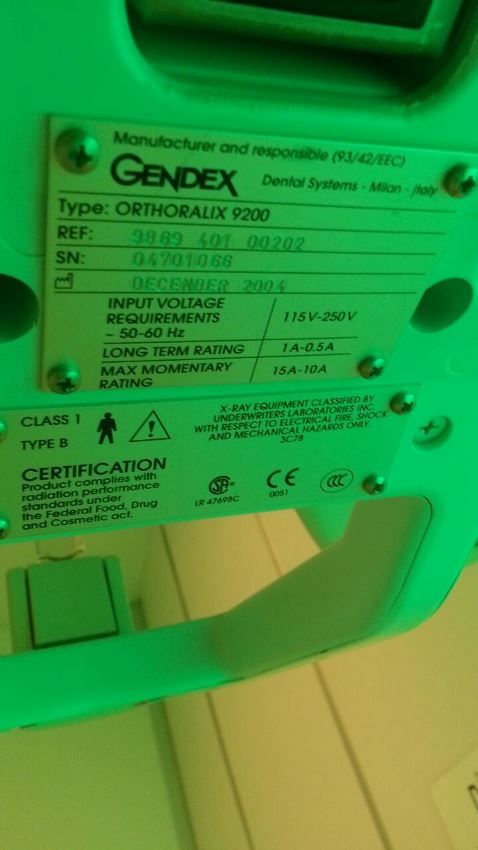 Manufacturer and responsible (93/42/EEC)
GENDEX Dental Systems - Milan - Italy
Type: ORTHORALIX 9200
REF: 9869 401 00202
SN: 04701066
DECEMBER 2004
INPUT VOLTAGE
REQUIREMENTS 115V-250V
~ 50-60 Hz
LONG TERM RATING 1A-0.5A
MAX MOMENTARY 15A-10A
RATING
CLASS 1
TYPE B
X-RAY EQUIPMENT CLASSIFIED BY
UNDERWRITERS LABORATORIES INC.
WITH RESPECT TO ELECTRICAL FIRE, SHOCK
AND MECHANICAL HAZARDS ONLY.
3C78
CERTIFICATION
Product complies with
radiation performance
standards under
the Federal Food, Drug
and Cosmetic act.
SA
LR 47698C
CE
0051
CCC